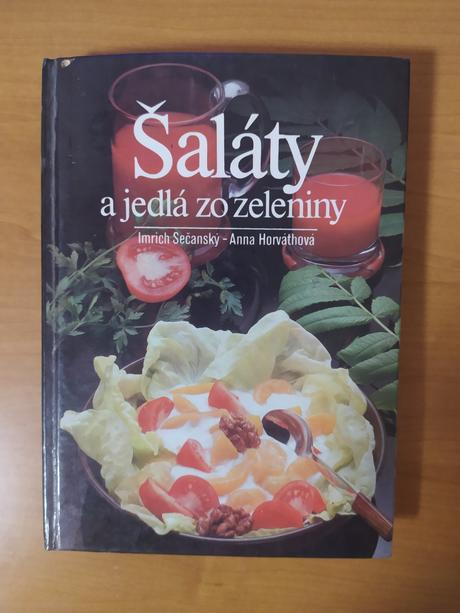 Šaláty
a jedlá zo zeleniny
Imrich Sečanský - Anna Horváthová